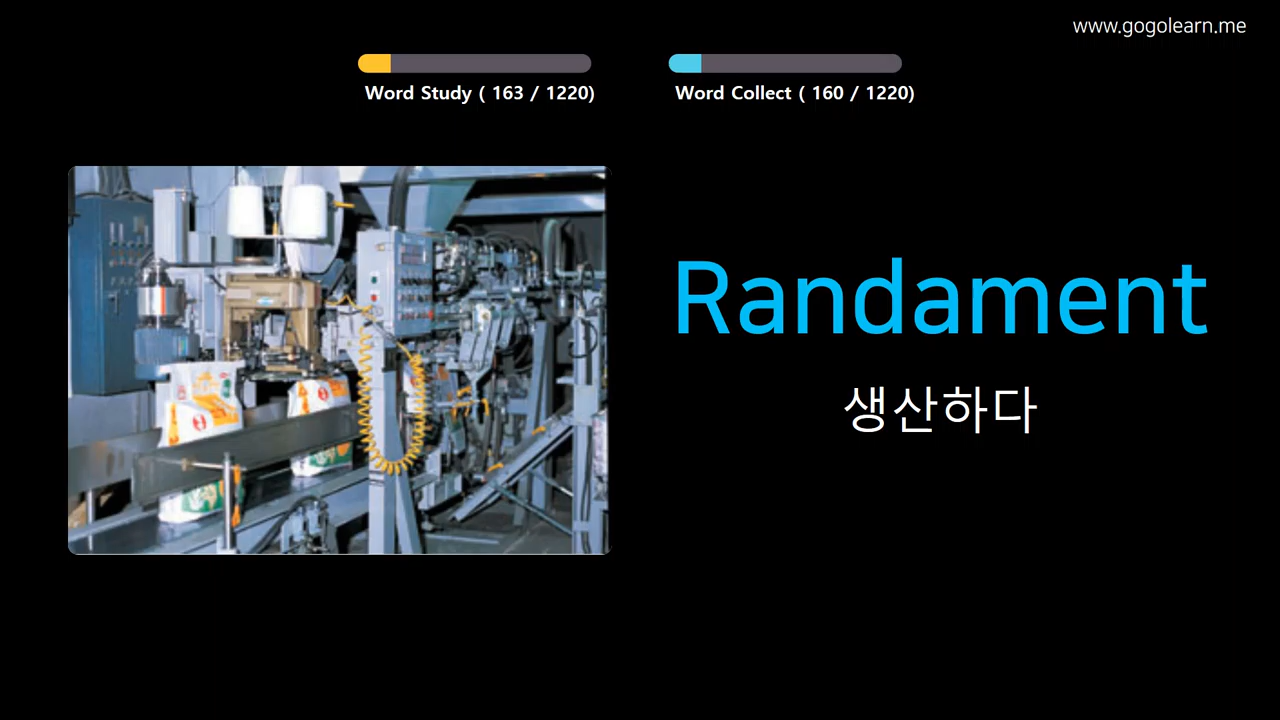 www.gogolearn.me
Word Study ( 163 / 1220)
Word Collect ( 160 / 1220)
Randament
생산하다